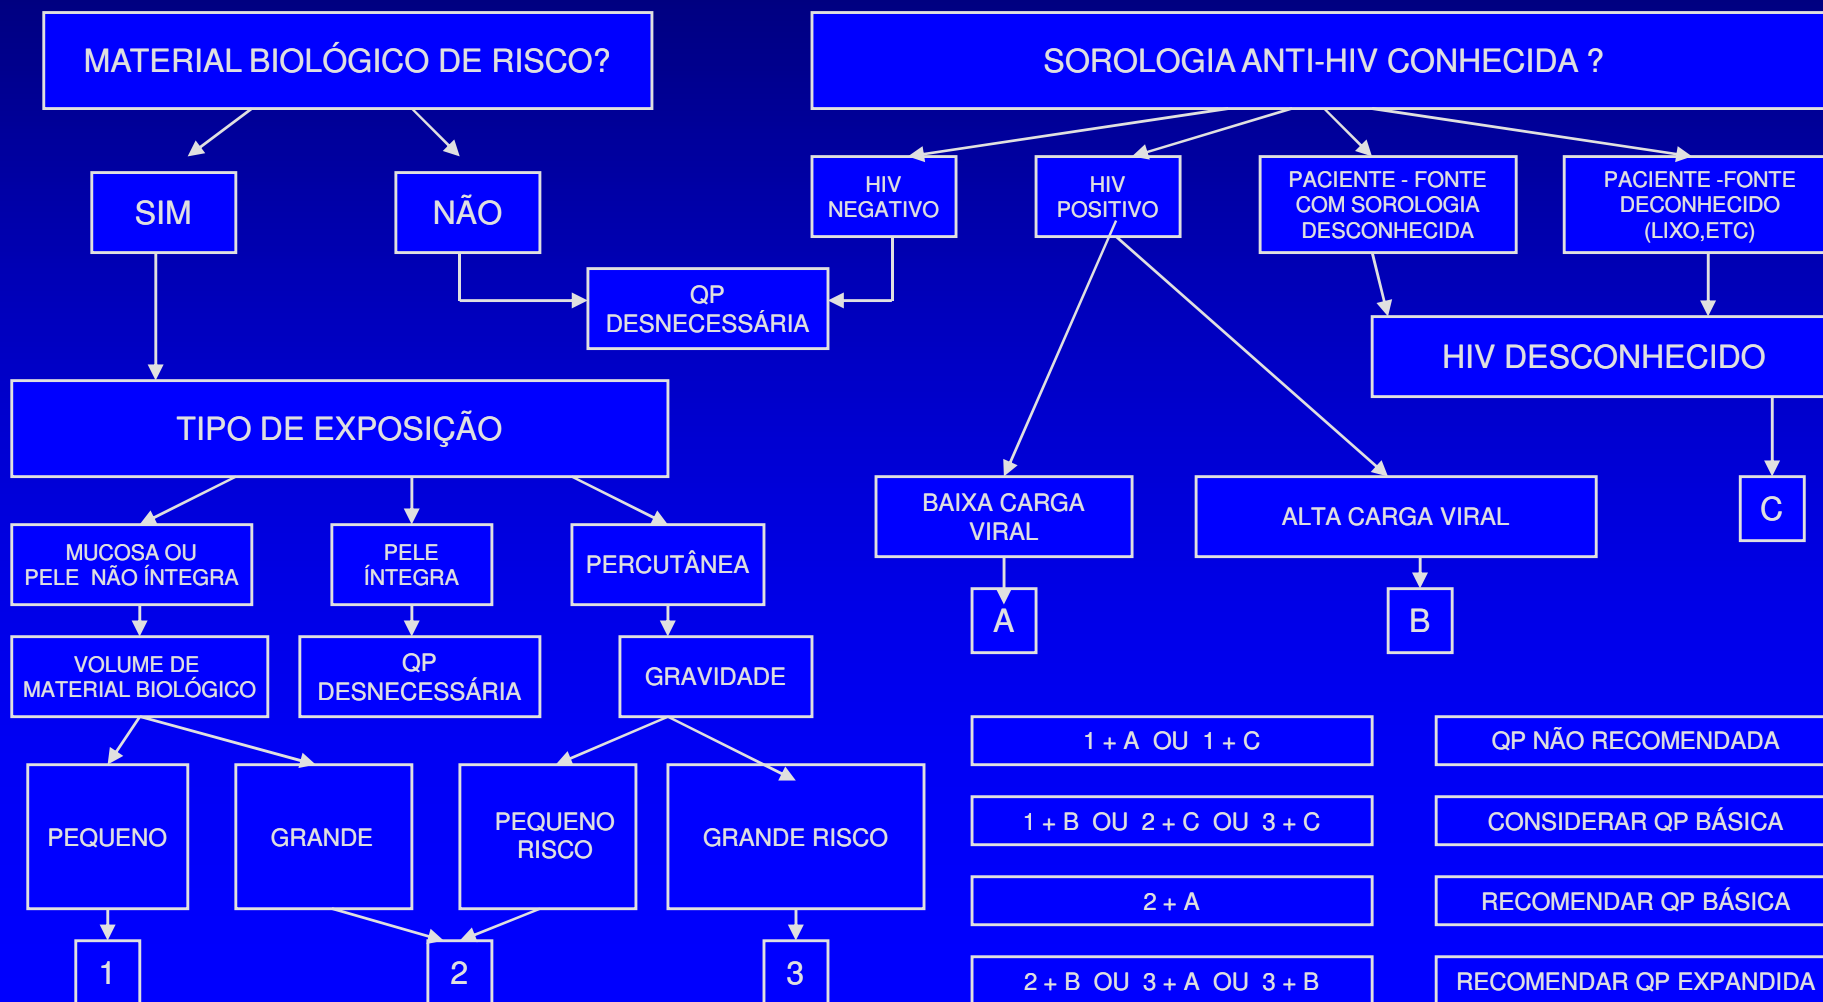 MATERIAL BIOLÓGICO DE RISCO?
SIM
NÃO
QP
DESNECESSÁRIA
TIPO DE EXPOSIÇÃO
MUCOSA OU
PELE NÃO ÍNTEGRA
PELE
ÍNTEGRA
PERCUTÂNEA
VOLUME DE
MATERIAL BIOLÓGICO
QP
DESNECESSÁRIA
GRAVIDADE
PEQUENO
GRANDE
PEQUENO
RISCO
GRANDE RISCO
1
2
3
SOROLOGIA ANTI-HIV CONHECIDA ?
HIV
NEGATIVO
HIV
POSITIVO
PACIENTE - FONTE
COM SOROLOGIA
DESCONHECIDA
PACIENTE -FONTE
DECONHECIDO
(LIXO,ETC)
HIV DESCONHECIDO
BAIXA CARGA
VIRAL
ALTA CARGA VIRAL
C
A
B
1 + A OU 1 + C
QP NÃO RECOMENDADA
1 + B OU 2 + C OU 3 + C
CONSIDERAR QP BÁSICA
2 + A
RECOMENDAR QP BÁSICA
2 + B OU 3 + A OU 3 + B
RECOMENDAR QP EXPANDIDA